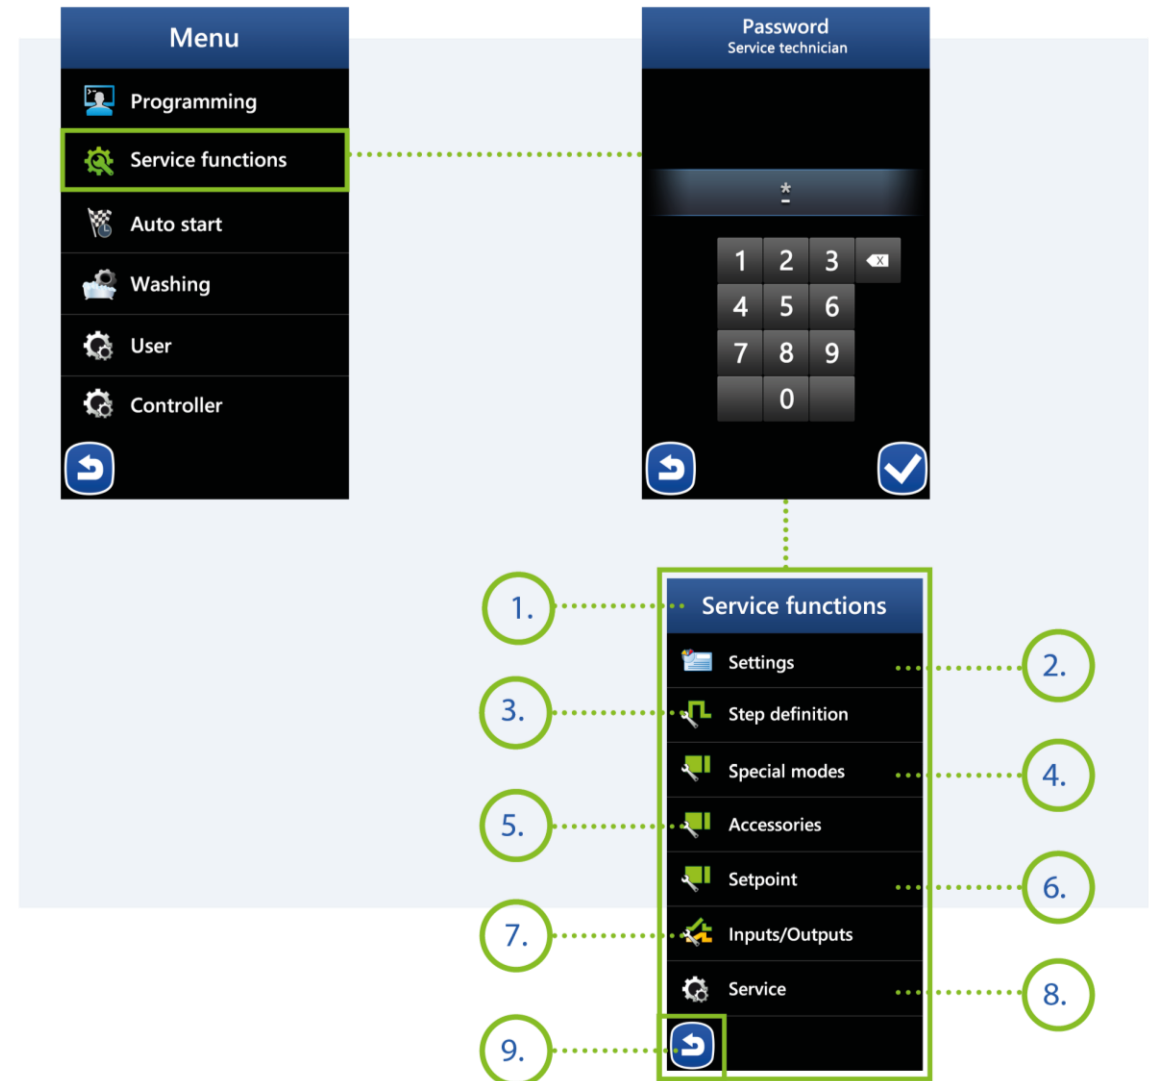 Menu
Programming
Service functions
Auto start
Washing
User
Controller
Password
Service technician
*
1 2 3 x
4 5 6
7 8 9
0
1. Service functions
Settings 2.
3. Step definition
Special modes 4.
5. Accessories
Setpoint 6.
7. Inputs/Outputs
Service 8.
9.